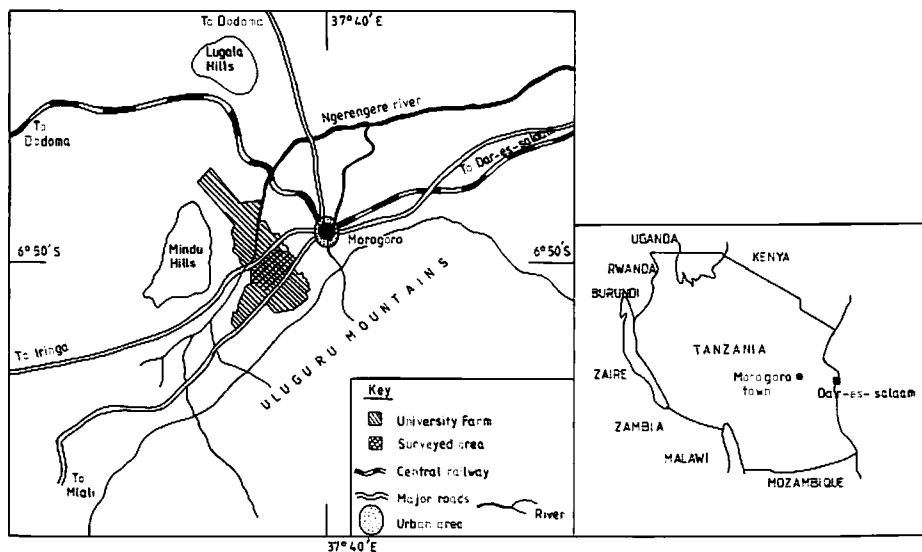 To Dodoma
37°40'E
Lugala
Hills
Ngerengere river
To
Dodoma
To Dar-es-salaam
Morogoro
6°50'S
Mindu
Hills
ULUGURU MOUNTAINS
To Iringa
To
Mlali
Key
University Farm
Surveyed area
Central railway
Major roads
River
Urban area
37°40'E
6°50'S
UGANDA
KENYA
RWANDA
BURUNDI
TANZANIA
ZAIRE
Morogoro
town
Dar-es-salaam
ZAMBIA
MALAWI
MOZAMBIQUE